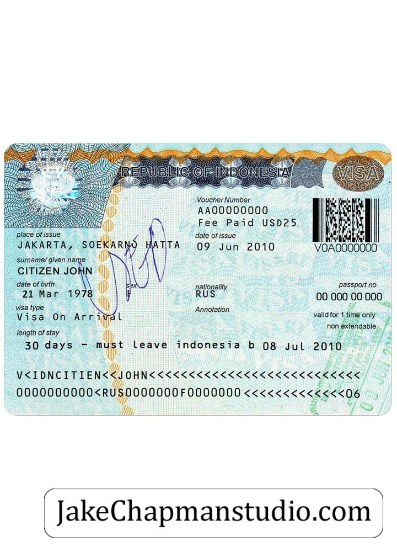 REPUBLIC OF INDONESIA VISA
Voucher Number
AA00000000
Fee Paid USD25
place of issue date of issue
JAKARTA, SOEKARNO HATTA 09 Jun 2010 V0A0000000
surname/ given name
CITIZEN JOHN
date of birth sex nationality passport no
21 Mar 1978 F RUS 00 000 00 000
visa type Annotation valid for 1 time only
Visa On Arrival non extendable
length of stay
30 days - must leave indonesia b 08 Jul 2010
V<IDNCITIEN<<JOHN<<<<<<<<<<<<<<<<<<<<<<<<<<<
0000000000<RUS0000000F0000000<<<<<<<<<<<<<06
JakeChapmanstudio.com